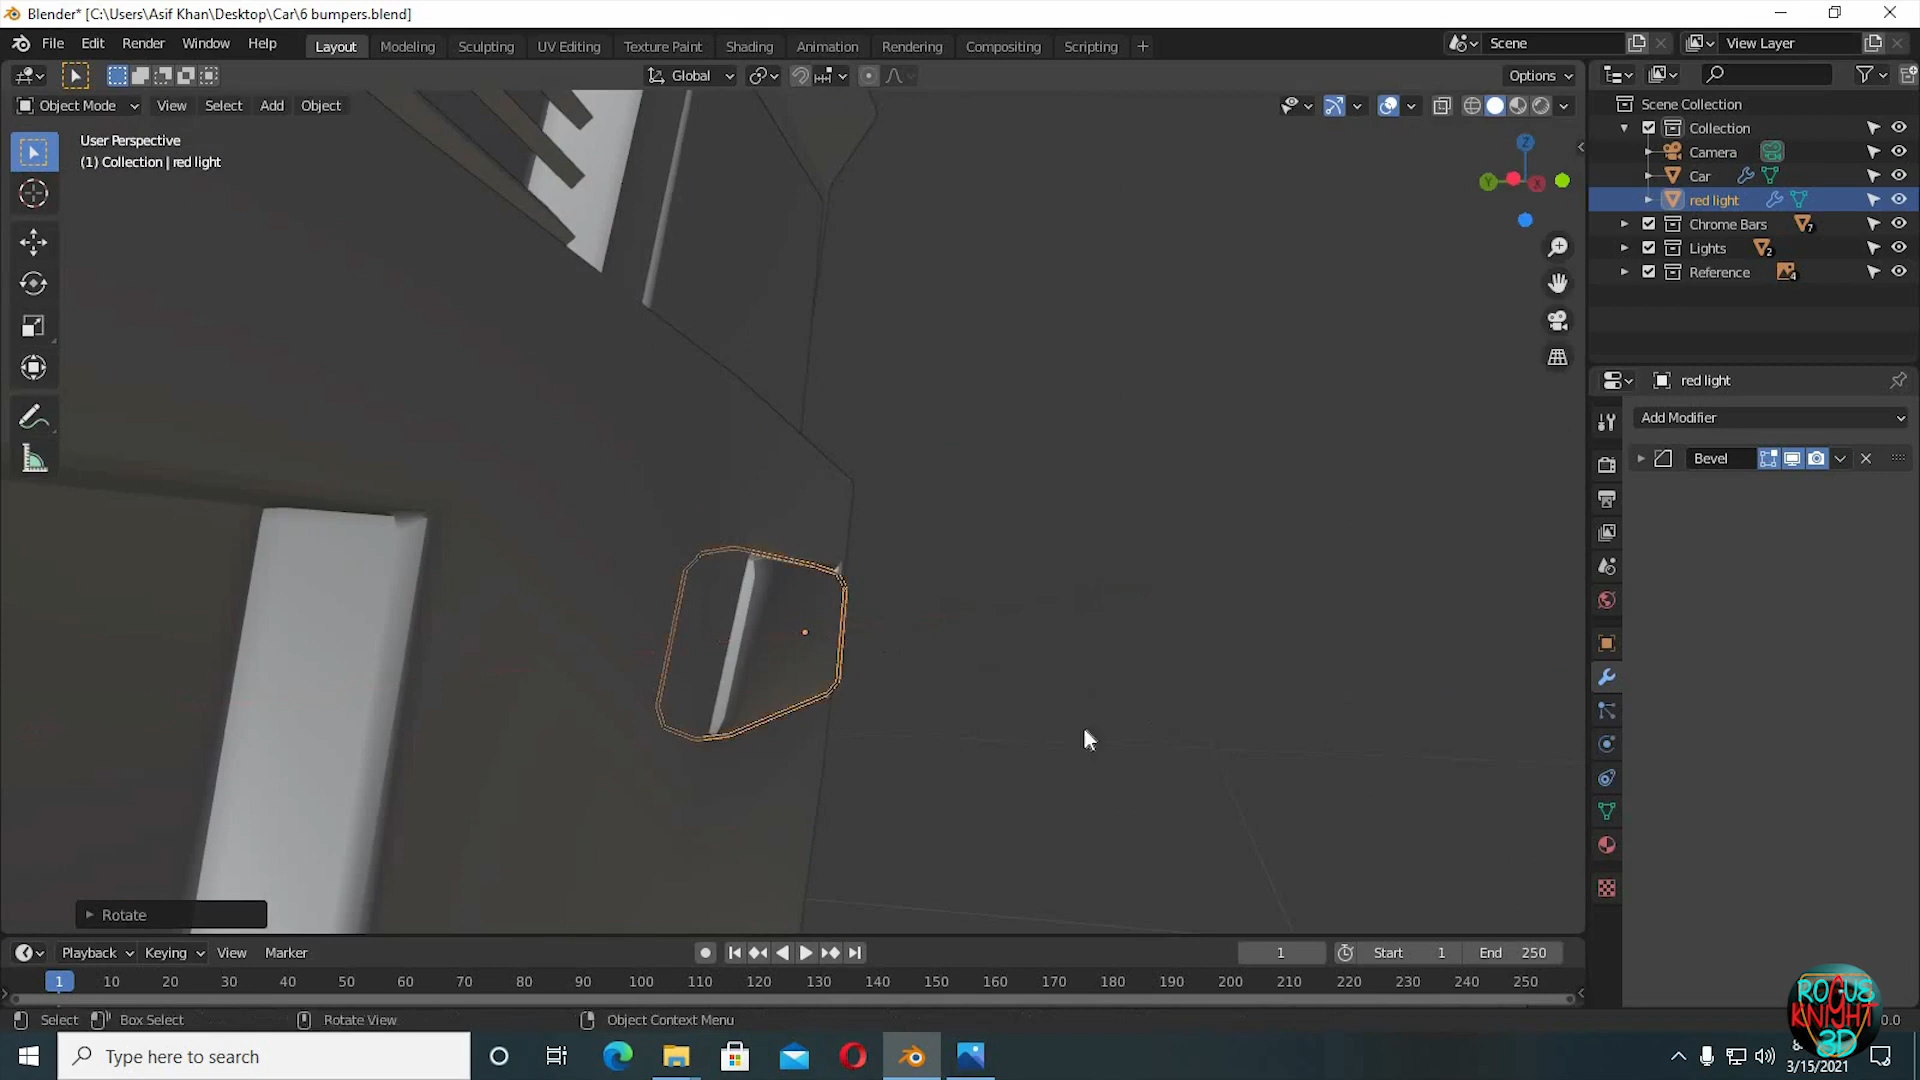 Blender* [C:\Users\Asif Khan\Desktop\Car\6 bumpers.blend]
File Edit Render Window Help
Layout Modeling Sculpting UV Editing Texture Paint Shading Animation Rendering Compositing Scripting
Scene View Layer
Global Options
Object Mode View Select Add Object
User Perspective
(1) Collection | red light
Z
Y X
Scene Collection
Collection
Camera
Car
red light
Chrome Bars 7
Lights 2
Reference 4
red light
Add Modifier
Bevel
Rotate
Playback Keying View Marker
1 Start 1 End 250
1 10 20 30 40 50 60 70 80 90 100 110 120 130 140 150 160 170 180 190 200 210 220 230 240 250
Select Box Select Rotate View Object Context Menu
0.0
ROGUE
KNIGHT
3D
Type here to search
3/15/2021